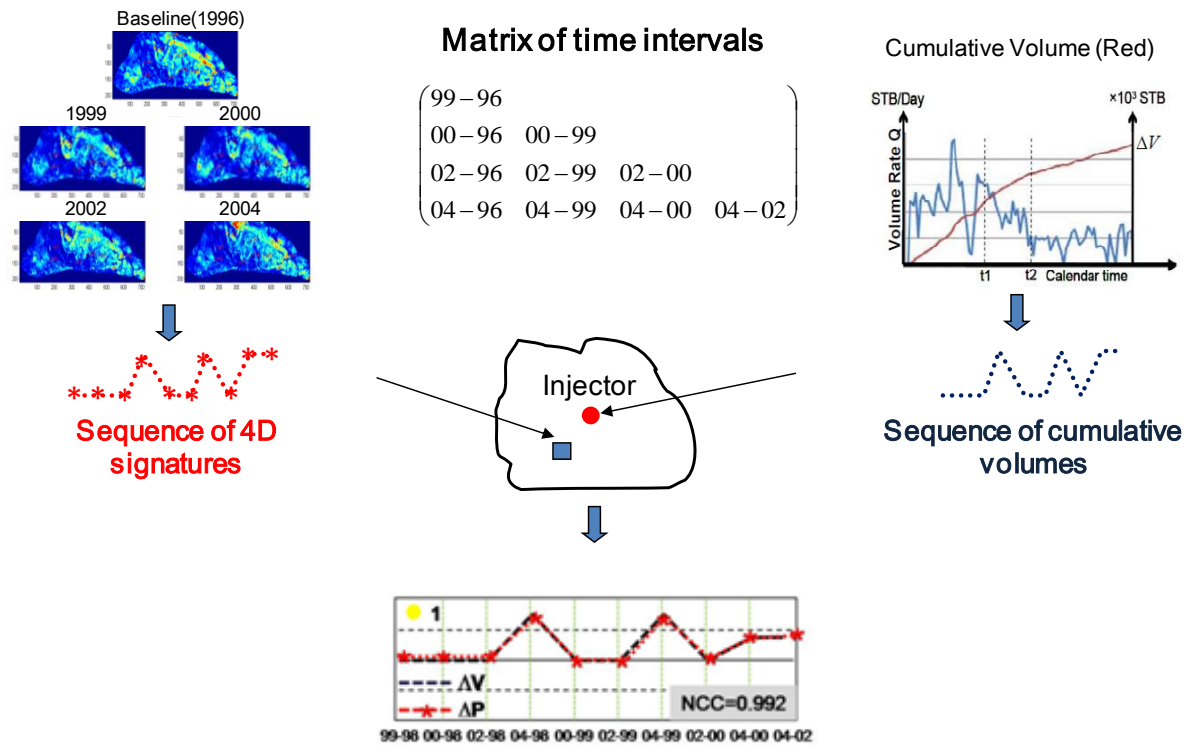 Baseline(1996)
1999
2000
2002
2004
Matrix of time intervals
99 − 96
00 − 96 00 − 99
02 − 96 02 − 99 02 − 00
04 − 96 04 − 99 04 − 00 04 − 02
Cumulative Volume (Red)
STB/Day
×10³ STB
Volume Rate Q
ΔV
t1
t2
Calendar time
Sequence of 4D
signatures
Injector
Sequence of cumulative
volumes
1
ΔV
ΔP
NCC=0.992
99-98 00-98 02-98 04-98 00-99 02-99 04-99 02-00 04-00 04-02